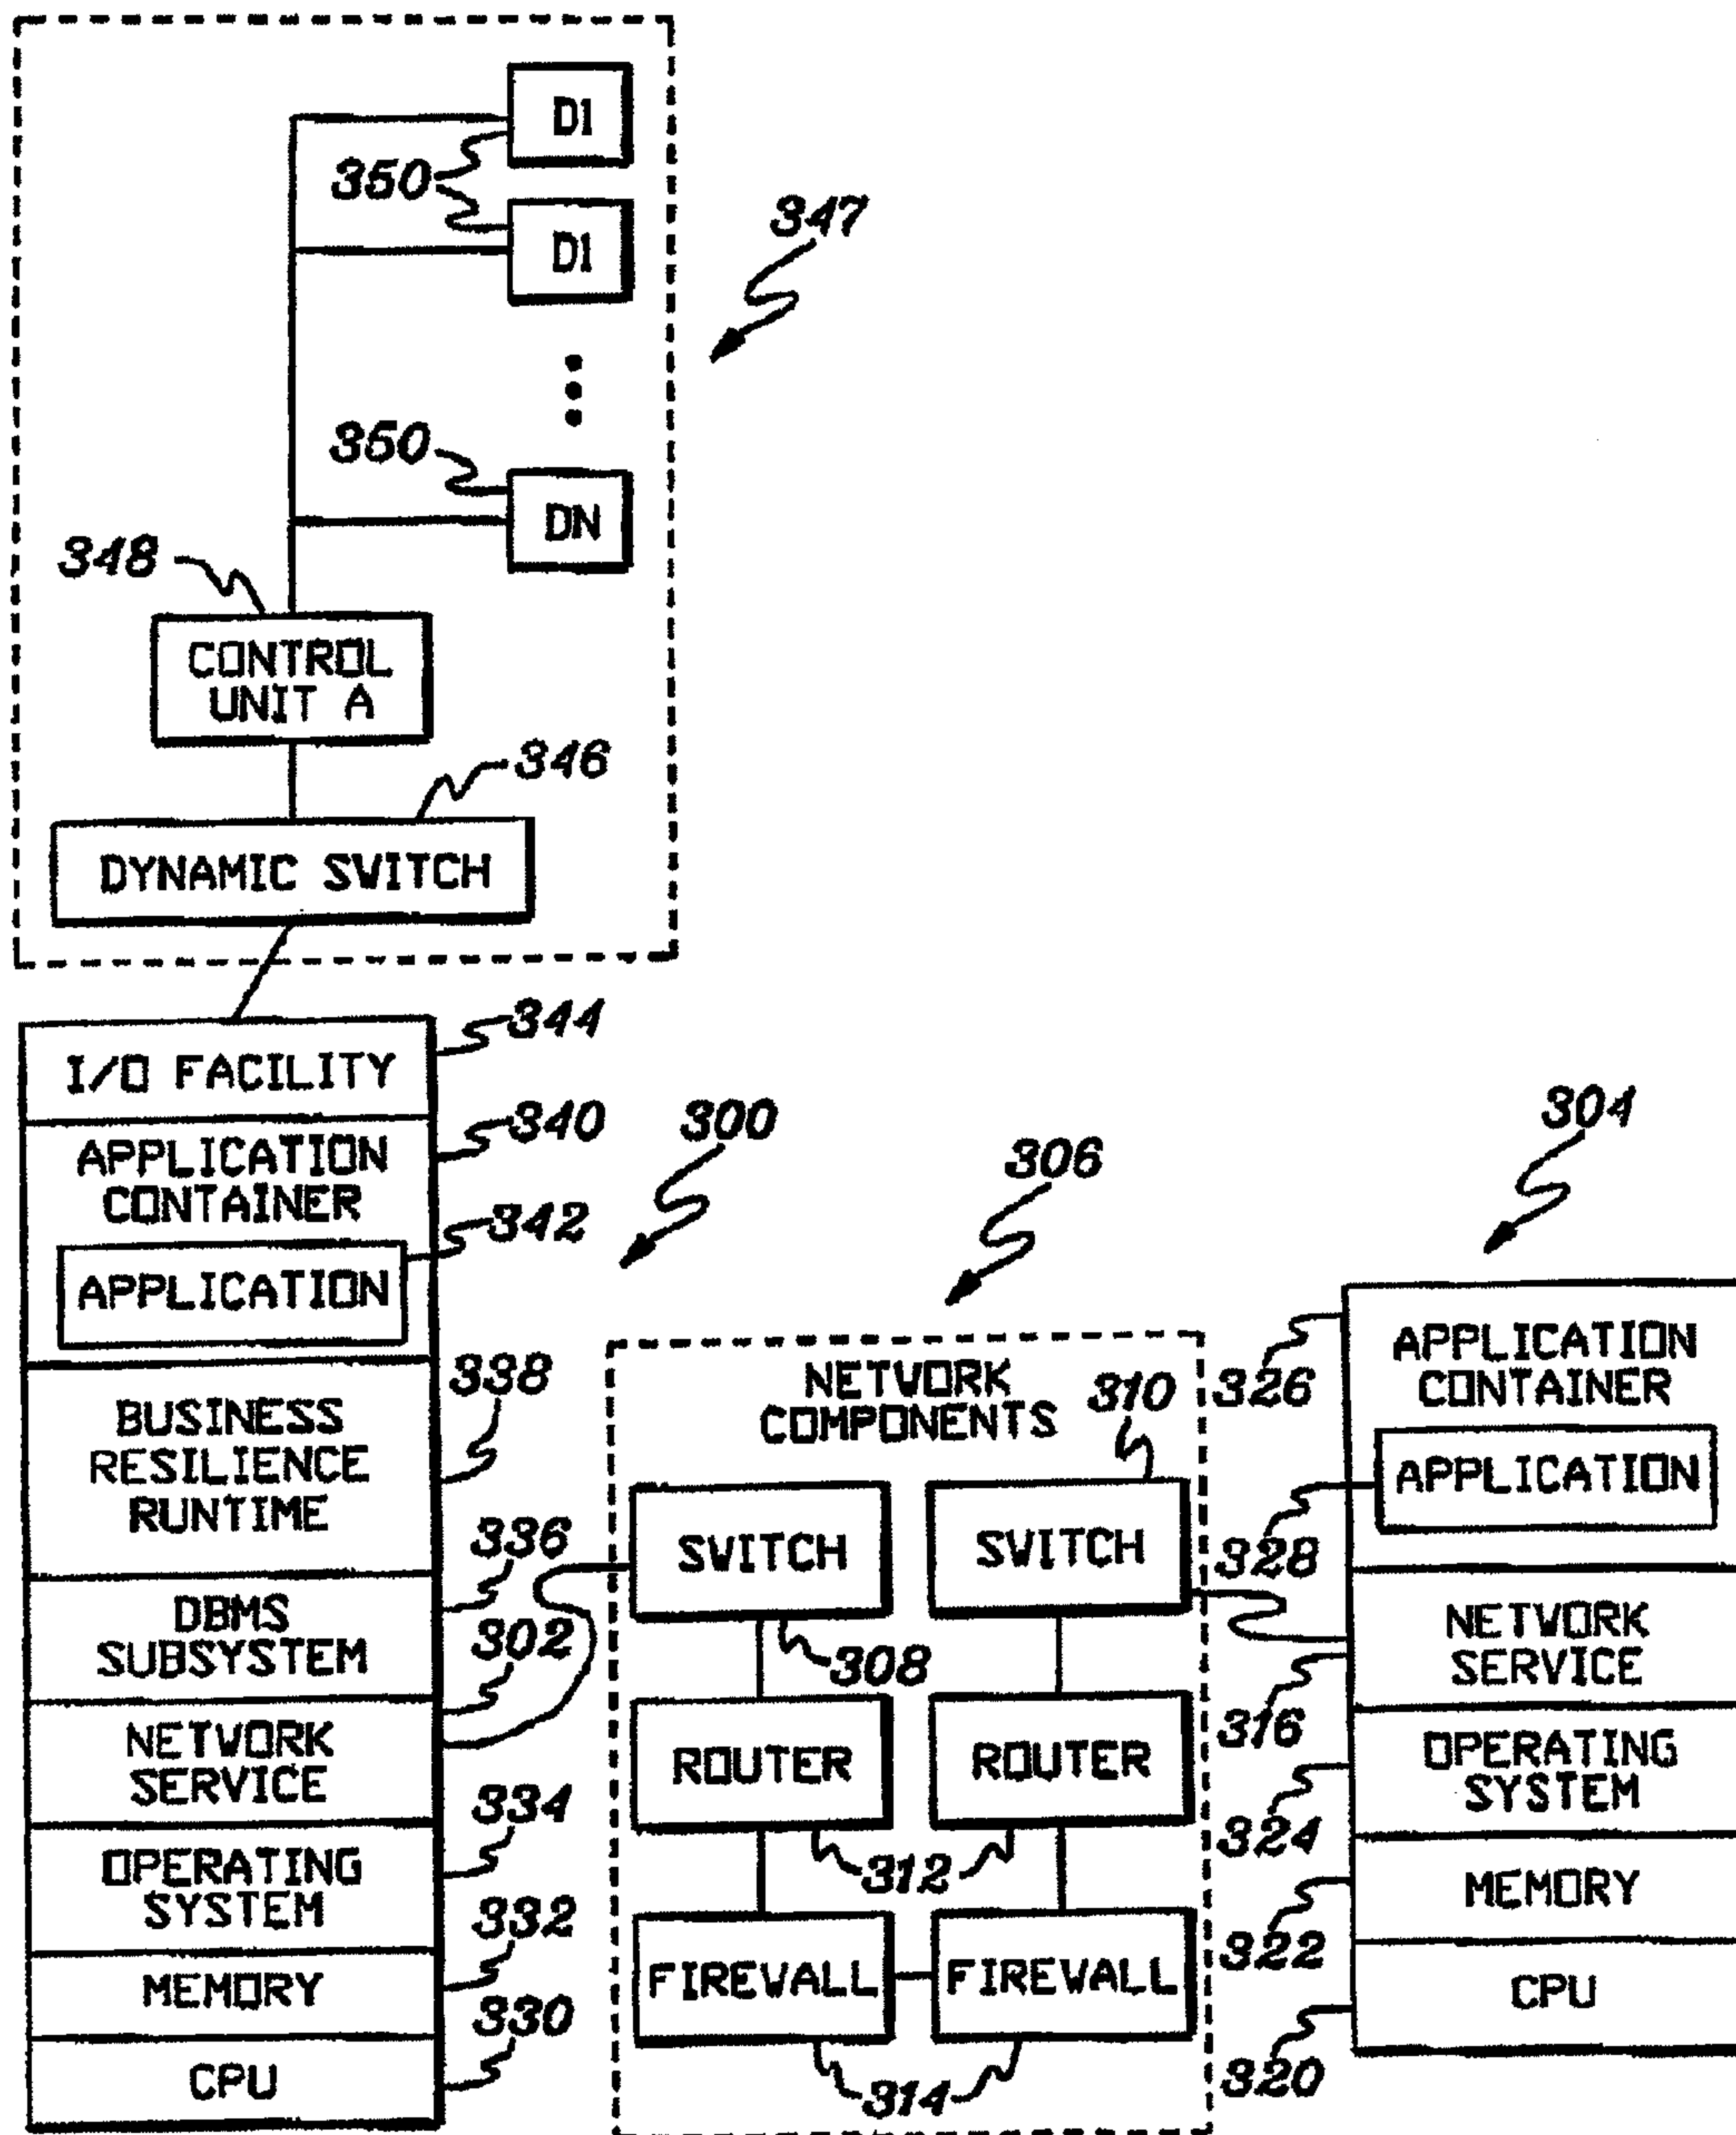 D1
350
347
D1
350
DN
348
CONTROL
UNIT A
346
DYNAMIC SWITCH
344
I/O FACILITY
340
APPLICATION
CONTAINER
342
APPLICATION
300
306
304
338
BUSINESS
RESILIENCE
RUNTIME
336
DBMS
SUBSYSTEM
302
NETWORK
SERVICE
334
OPERATING
SYSTEM
332
MEMORY
330
CPU
NETWORK
COMPONENTS
310
SWITCH
SWITCH
308
ROUTER
ROUTER
312
FIREWALL
FIREWALL
314
326
APPLICATION
CONTAINER
APPLICATION
328
NETWORK
SERVICE
316
OPERATING
SYSTEM
324
MEMORY
322
CPU
320